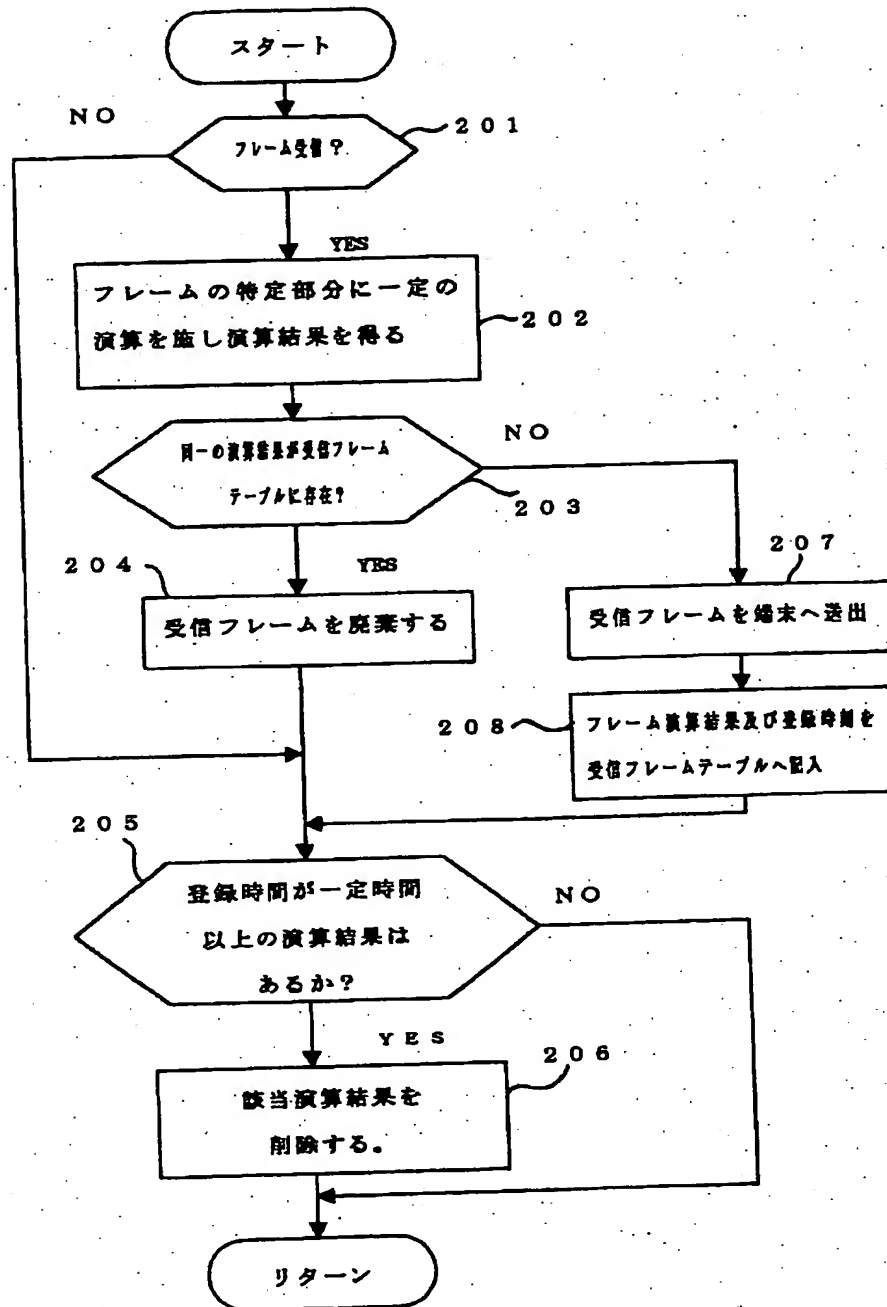 スタート
NO
201
フレーム受信?
YES
フレームの特定部分に一定の
演算を施し演算結果を得る
202
同一の演算結果が受信フレーム
テーブルに存在?
NO
203
204
YES
207
受信フレームを廃棄する
受信フレームを端末へ送出
208
フレーム演算結果及び登録時刻を
受信フレームテーブルへ記入
205
登録時間が一定時間
以上の演算結果は
あるか?
NO
YES
206
該当演算結果を
削除する。
リターン